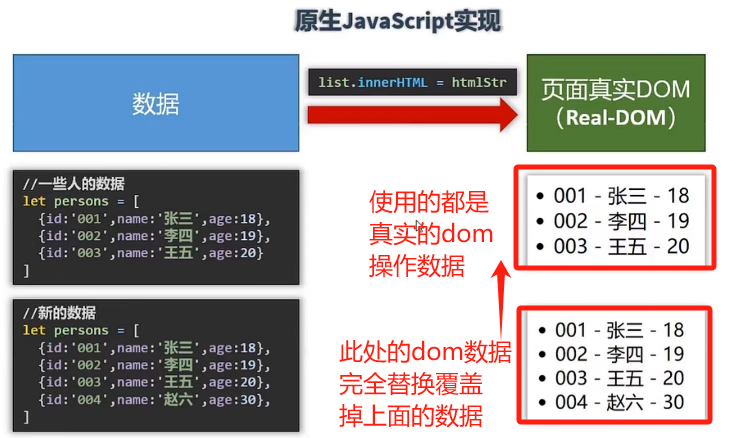 原生JavaScript实现
数据
list.innerHTML = htmlStr
页面真实DOM
（Real-DOM）
//一些人的数据
let persons = [
{id:'001',name:'张三',age:18},
{id:'002',name:'李四',age:19},
{id:'003',name:'王五',age:20}
]
使用的都是
真实的dom
操作数据
• 001 - 张三 - 18
• 002 - 李四 - 19
• 003 - 王五 - 20
//新的数据
let persons = [
{id:'001',name:'张三',age:18},
{id:'002',name:'李四',age:19},
{id:'003',name:'王五',age:20},
{id:'004',name:'赵六',age:30},
]
此处的dom数据
完全替换覆盖
掉上面的数据
• 001 - 张三 - 18
• 002 - 李四 - 19
• 003 - 王五 - 20
• 004 - 赵六 - 30